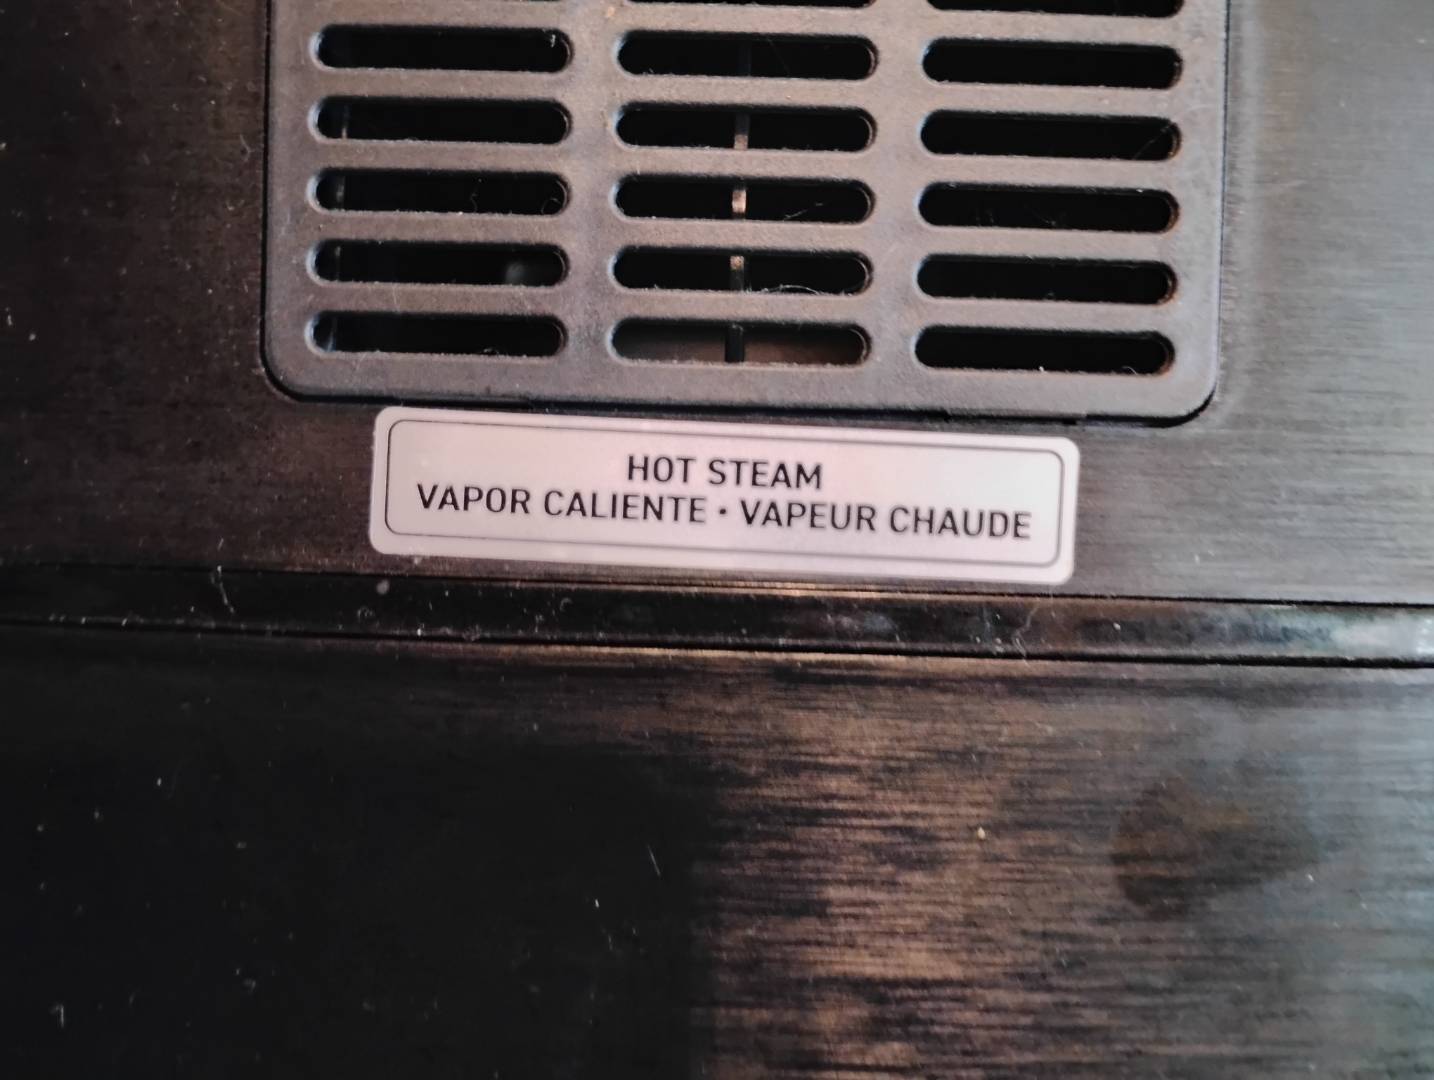 HOT STEAM
VAPOR CALIENTE • VAPEUR CHAUDE